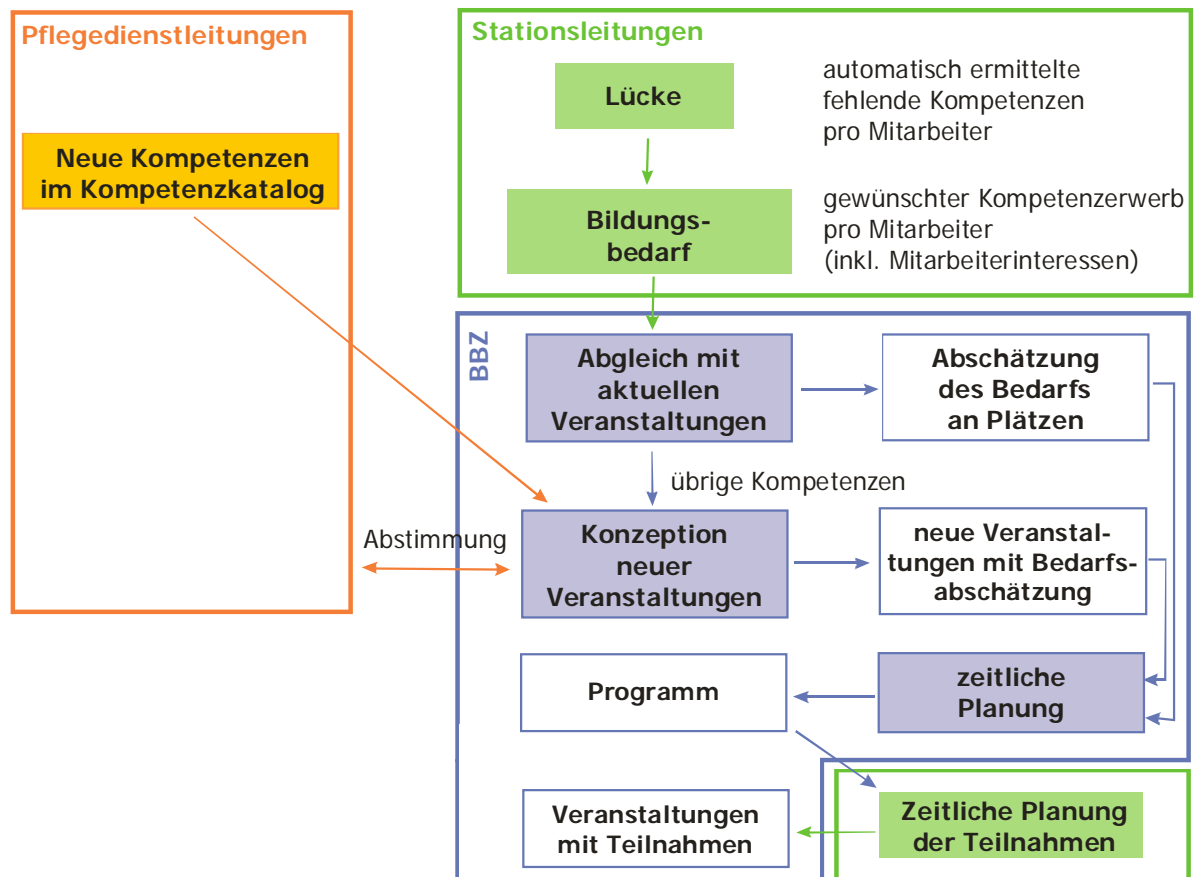 Pflegedienstleitungen
Neue Kompetenzen
im Kompetenzkatalog
Stationsleitungen
Lücke
automatisch ermittelte
fehlende Kompetenzen
pro Mitarbeiter
Bildungs-
bedarf
gewünschter Kompetenzerwerb
pro Mitarbeiter
(inkl. Mitarbeiterinteressen)
BBZ
Abgleich mit
aktuellen
Veranstaltungen
Abschätzung
des Bedarfs
an Plätzen
übrige Kompetenzen
Abstimmung
Konzeption
neuer
Veranstaltungen
neue Veranstal-
tungen mit Bedarfs-
abschätzung
Programm
zeitliche
Planung
Veranstaltungen
mit Teilnahmen
Zeitliche Planung
der Teilnahmen